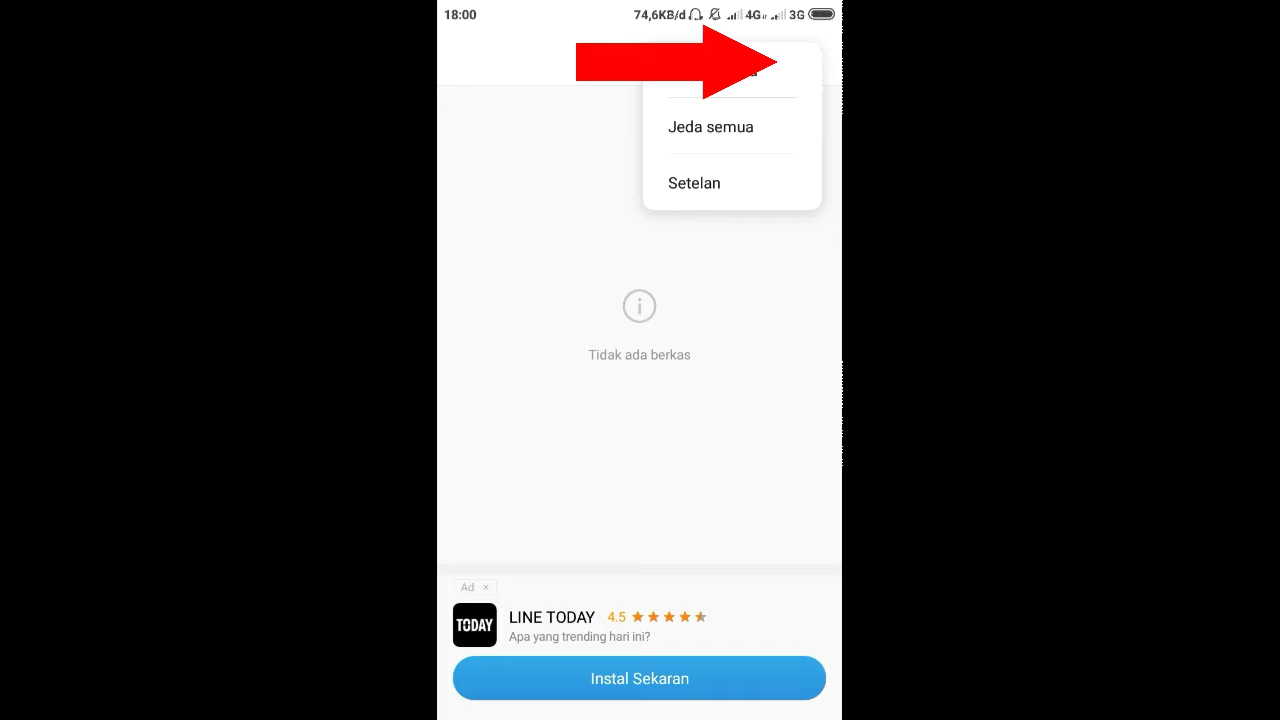 18:00 74,6KB/d 4G 3G
Jeda semua
Setelan
Tidak ada berkas
Ad ×
TODAY
LINE TODAY 4.5
Apa yang trending hari ini?
Instal Sekaran